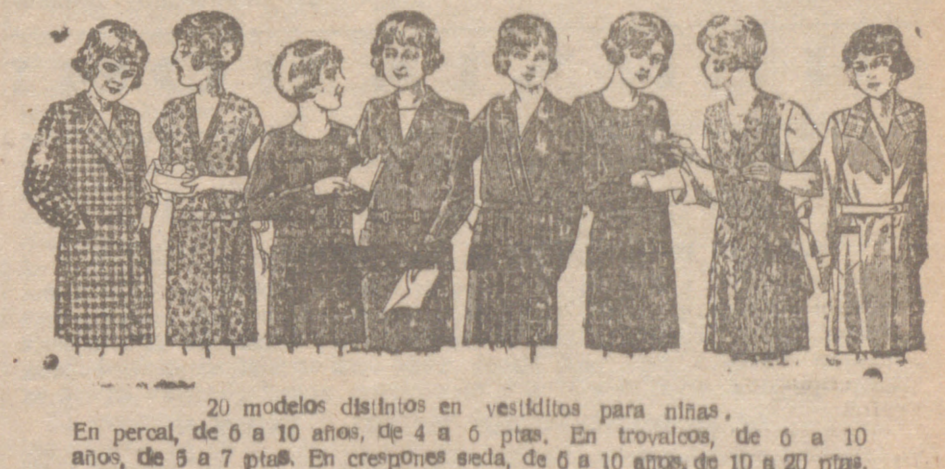 20 modelos distintos en vestiditos para niñas.
En percal, de 6 a 10 años, de 4 a 6 ptas. En trovalcos, de 6 a 10
años, de 5 a 7 ptas. En crespones seda, de 6 a 10 años, de 10 a 20 ptas.